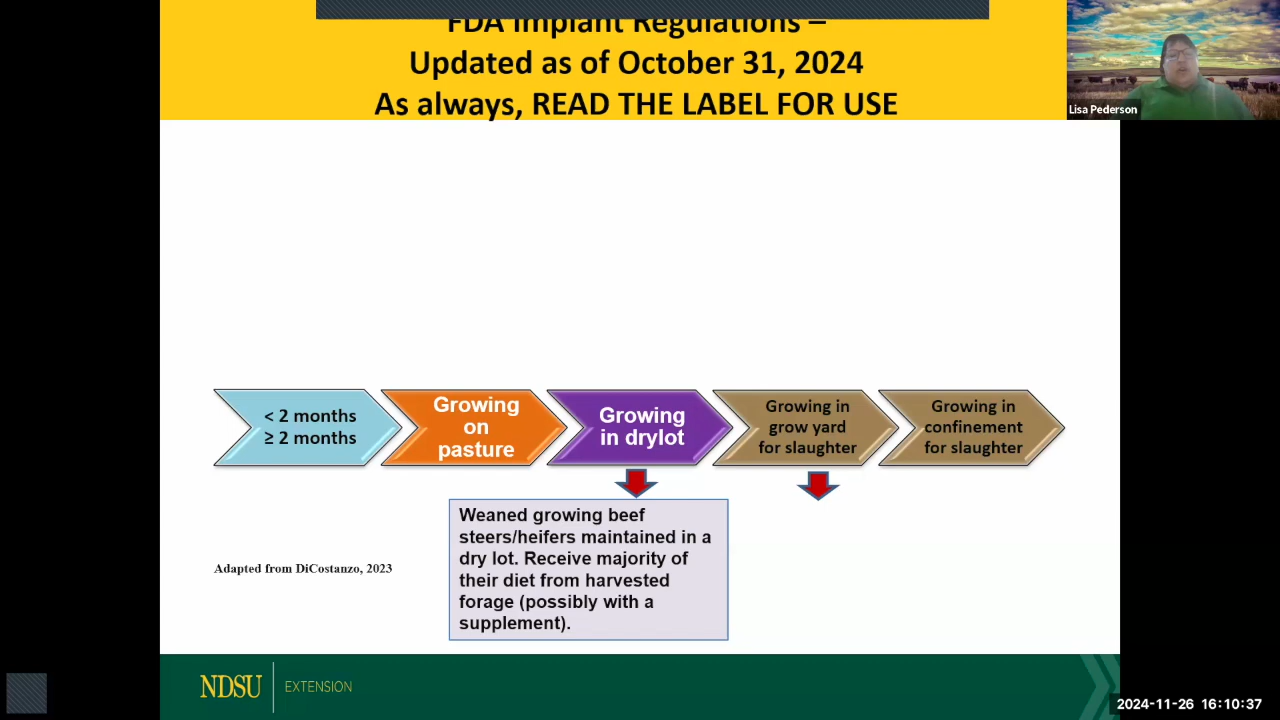 FDA Implant Regulations –
Updated as of October 31, 2024
As always, READ THE LABEL FOR USE
Lisa Pederson
< 2 months
≥ 2 months
Growing
on
pasture
Growing
in drylot
Growing in
grow yard
for slaughter
Growing in
confinement
for slaughter
Weaned growing beef
steers/heifers maintained in a
dry lot. Receive majority of
their diet from harvested
forage (possibly with a
supplement).
Adapted from DiCostanzo, 2023
NDSU
EXTENSION
2024-11-26 16:10:37